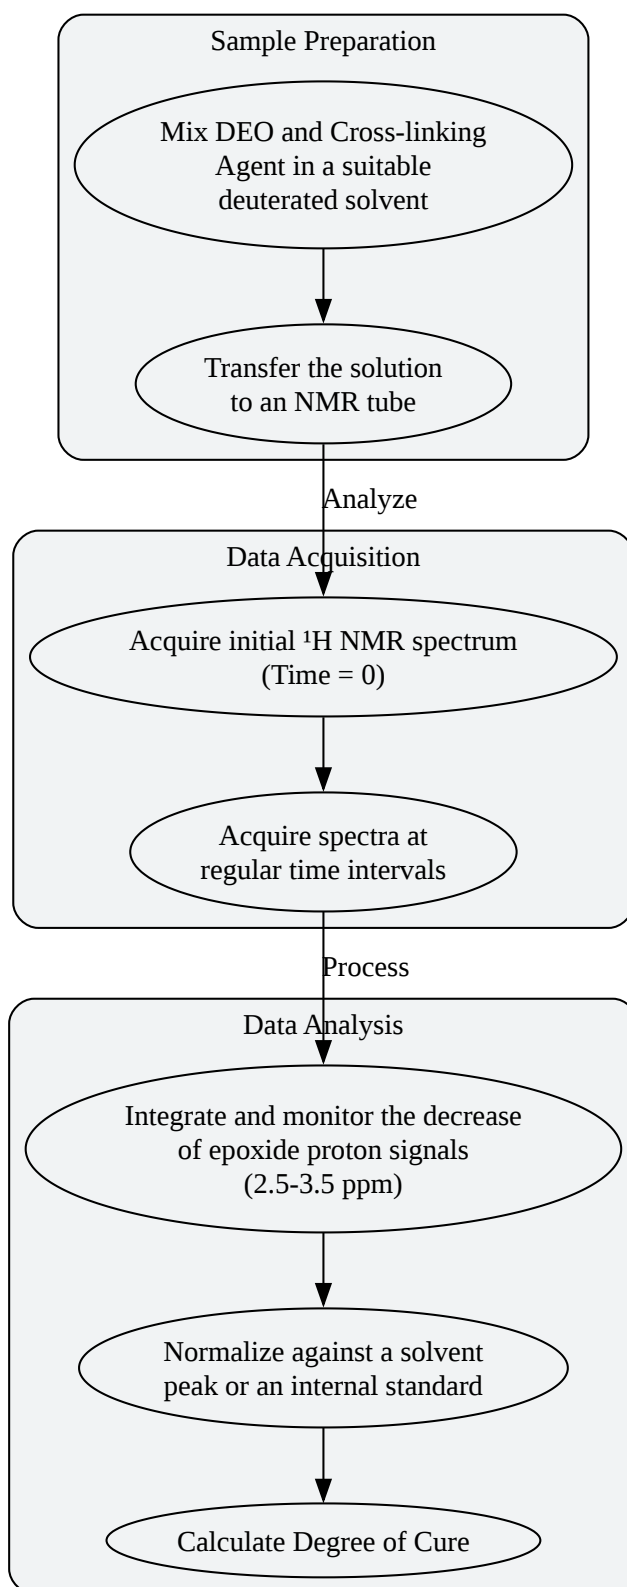 Sample Preparation
Mix DEO and Cross-linking
Agent in a suitable
deuterated solvent
Transfer the solution
to an NMR tube
Analyze
Data Acquisition
Acquire initial ¹H NMR spectrum
(Time = 0)
Acquire spectra at
regular time intervals
Process
Data Analysis
Integrate and monitor the decrease
of epoxide proton signals
(2.5-3.5 ppm)
Normalize against a solvent
peak or an internal standard
Calculate Degree of Cure